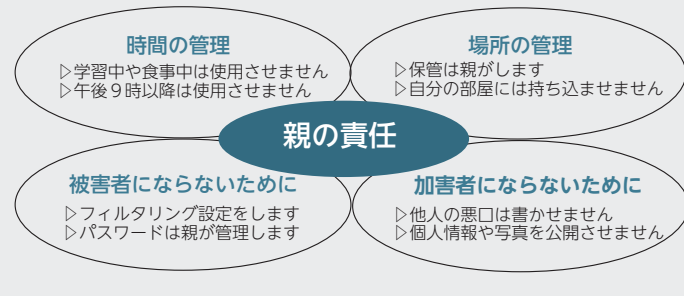 時間の管理
▷学習中や食事中は使用させません
▷午後９時以降は使用させません
場所の管理
▷保管は親がします
▷自分の部屋には持ち込ませません
親の責任
被害者にならないために
▷フィルタリング設定をします
▷パスワードは親が管理します
加害者にならないために
▷他人の悪口は書かせません
▷個人情報や写真を公開させません